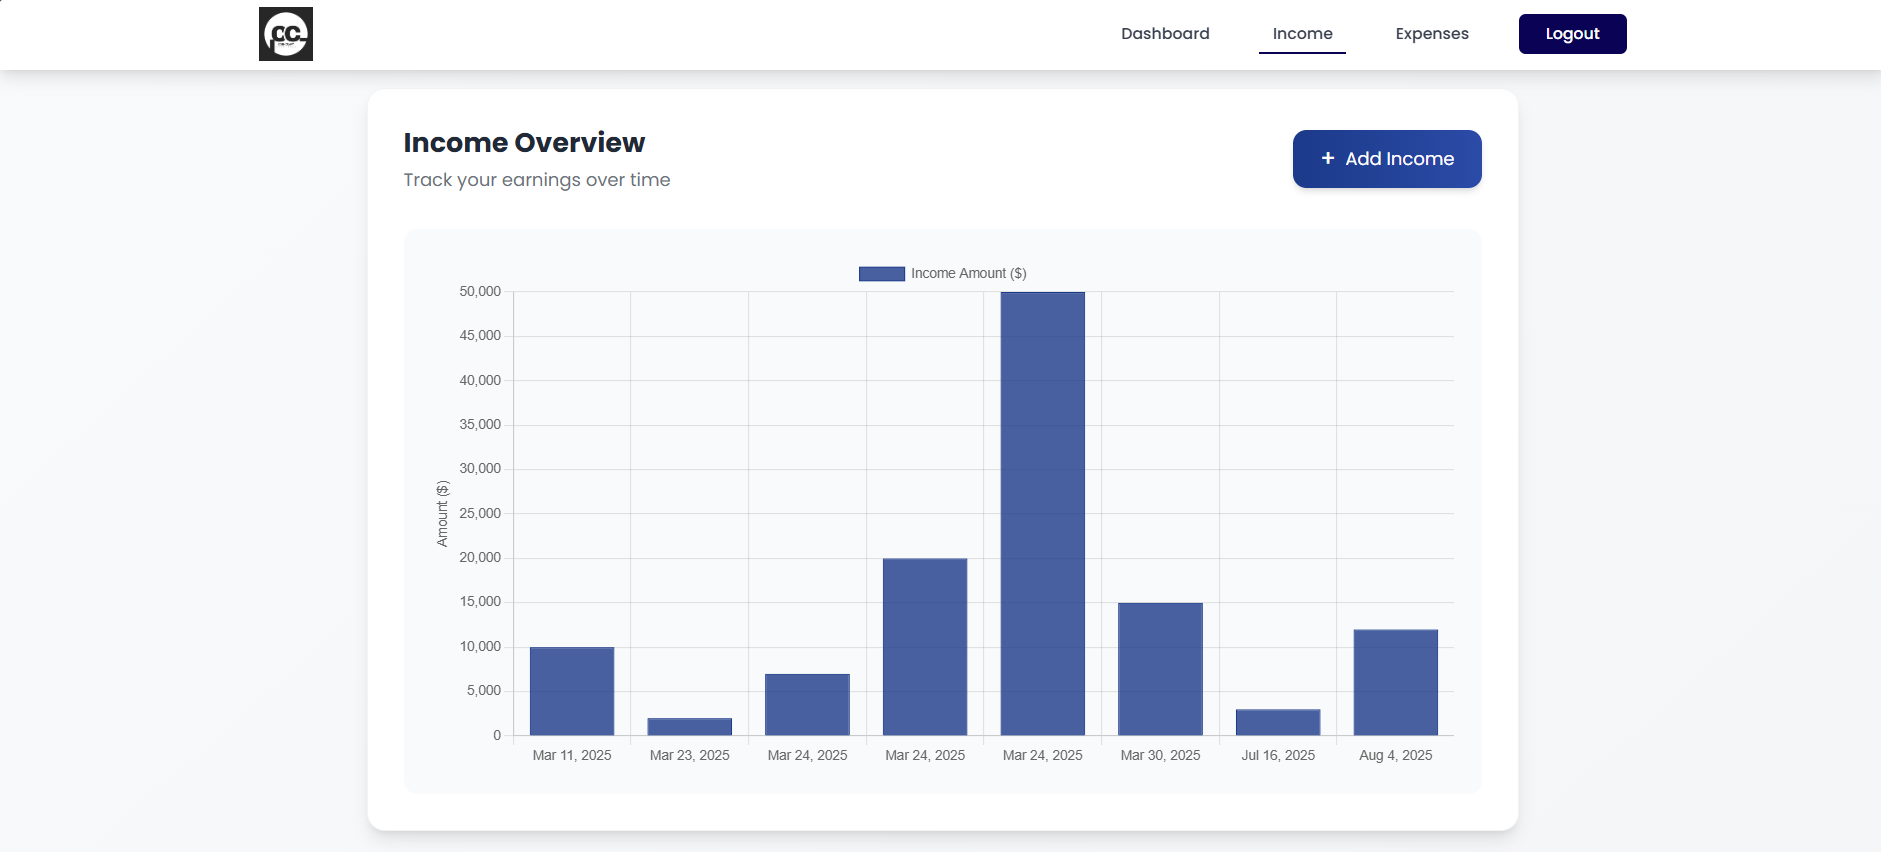 CC
Dashboard
Income
Expenses
Logout
Income Overview
Track your earnings over time
+ Add Income
Income Amount ($)
Amount ($)
50,000
45,000
40,000
35,000
30,000
25,000
20,000
15,000
10,000
5,000
0
Mar 11, 2025
Mar 23, 2025
Mar 24, 2025
Mar 24, 2025
Mar 24, 2025
Mar 30, 2025
Jul 16, 2025
Aug 4, 2025